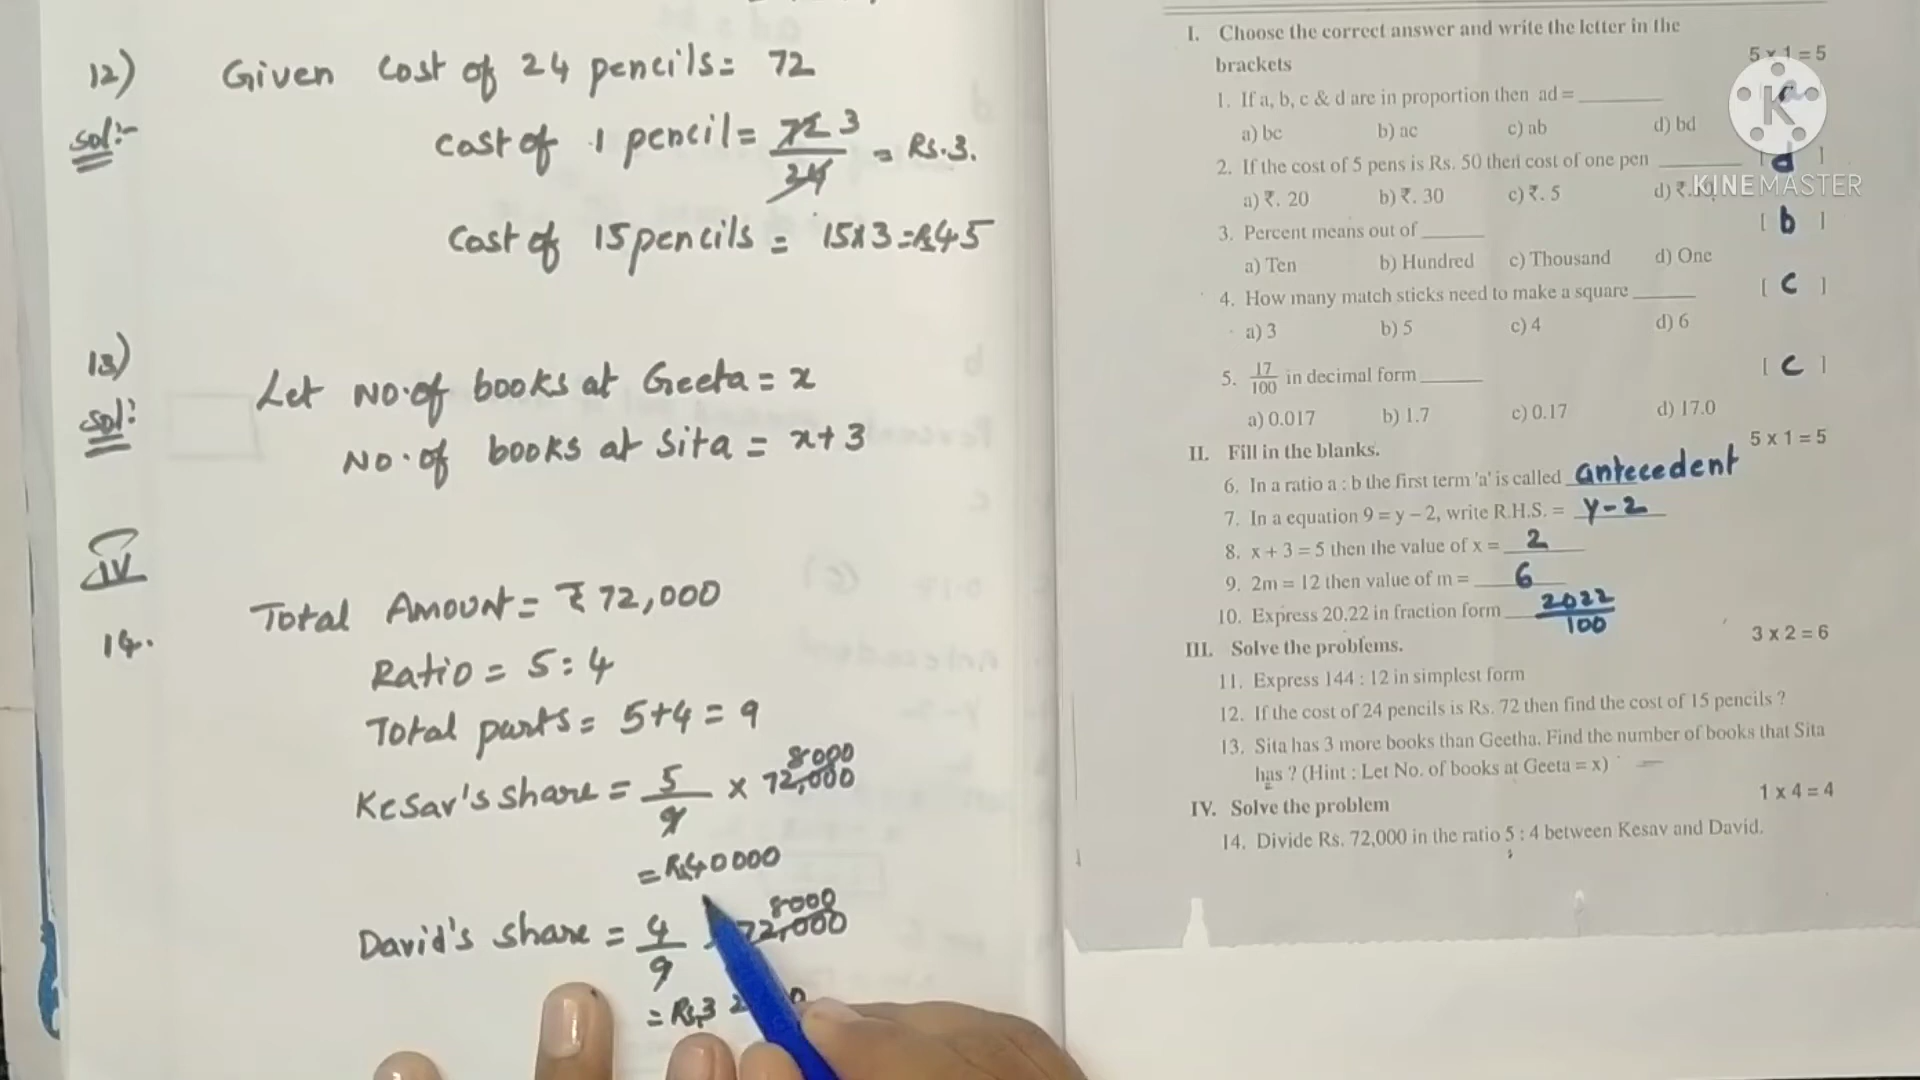 12) Given cost of 24 pencils = 72
Sol:- cost of 1 pencil = 72 3 / 24 = Rs.3.
cost of 15 pencils = 15x3 = Rs45
13)
Sol: Let No. of books at Geeta = x
No. of books at Sita = x+3
IV
14. Total Amount = ₹ 72,000
Ratio = 5:4
Total parts = 5+4 = 9
Kesav's share = 5/9 x 72,000 8000
= Rs40000
David's share = 4/9 72,000 8000
= Rs.3
I. Choose the correct answer and write the letter in the
brackets 5 x 1 = 5
1. If a, b, c & d are in proportion then ad = ______
a) bc b) ac c) ab d) bd
2. If the cost of 5 pens is Rs. 50 then cost of one pen ______ [ d ]
a) ₹. 20 b) ₹. 30 c) ₹. 5 d) ₹.
3. Percent means out of ______ [ b ]
a) Ten b) Hundred c) Thousand d) One
4. How many match sticks need to make a square ______ [ c ]
a) 3 b) 5 c) 4 d) 6
5. 17/100 in decimal form ______ [ c ]
a) 0.017 b) 1.7 c) 0.17 d) 17.0
II. Fill in the blanks. 5 x 1 = 5
6. In a ratio a : b the first term 'a' is called antecedent
7. In a equation 9 = y – 2, write R.H.S. = y-2
8. x + 3 = 5 then the value of x = 2
9. 2m = 12 then value of m = 6
10. Express 20.22 in fraction form 2022/100
III. Solve the problems. 3 x 2 = 6
11. Express 144 : 12 in simplest form
12. If the cost of 24 pencils is Rs. 72 then find the cost of 15 pencils ?
13. Sita has 3 more books than Geetha. Find the number of books that Sita
has ? (Hint : Let No. of books at Geeta = x)
IV. Solve the problem 1 x 4 = 4
14. Divide Rs. 72,000 in the ratio 5 : 4 between Kesav and David.
K
KINEMASTER